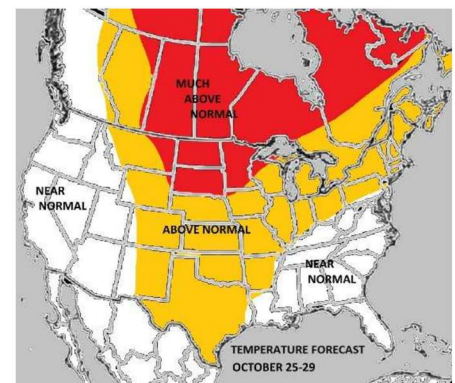 MUCH
ABOVE
NORMAL
NEAR
NORMAL
ABOVE NORMAL
NEAR
NORMAL
TEMPERATURE FORECAST
OCTOBER 25-29